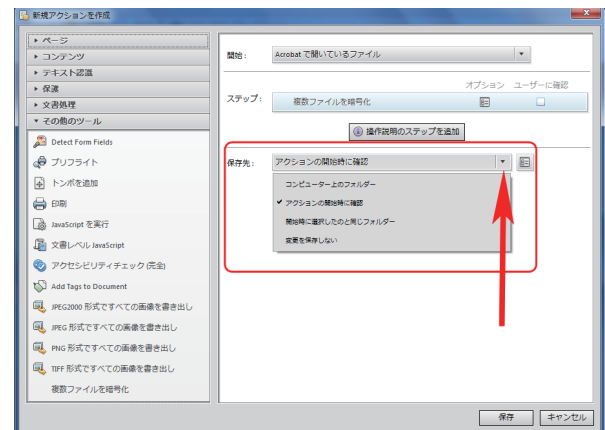 新規アクションを作成
ページ
コンテンツ
テキスト認識
保護
文書処理
その他のツール
Detect Form Fields
プリフライト
トンボを追加
印刷
JavaScript を実行
文書レベル JavaScript
アクセシビリティチェック (完全)
Add Tags to Document
JPEG2000 形式ですべての画像を書き出し
JPEG 形式ですべての画像を書き出し
PNG 形式ですべての画像を書き出し
TIFF 形式ですべての画像を書き出し
複数ファイルを暗号化
開始: Acrobat で開いているファイル
オプション ユーザーに確認
ステップ: 複数ファイルを暗号化
操作説明のステップを追加
保存先: アクションの開始時に確認
コンピューター上のフォルダー
アクションの開始時に確認
開始時に選択したのと同じフォルダー
変更を保存しない
保存 キャンセル